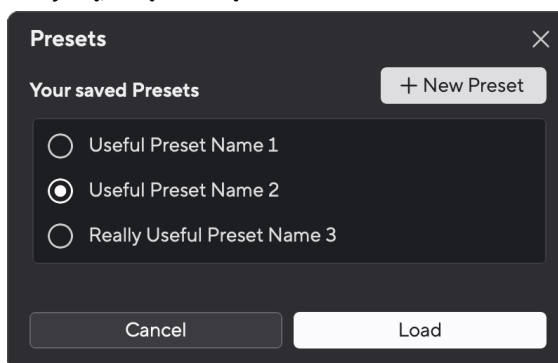 Presets
Your saved Presets
+ New Preset
Useful Preset Name 1
Useful Preset Name 2
Really Useful Preset Name 3
Cancel
Load